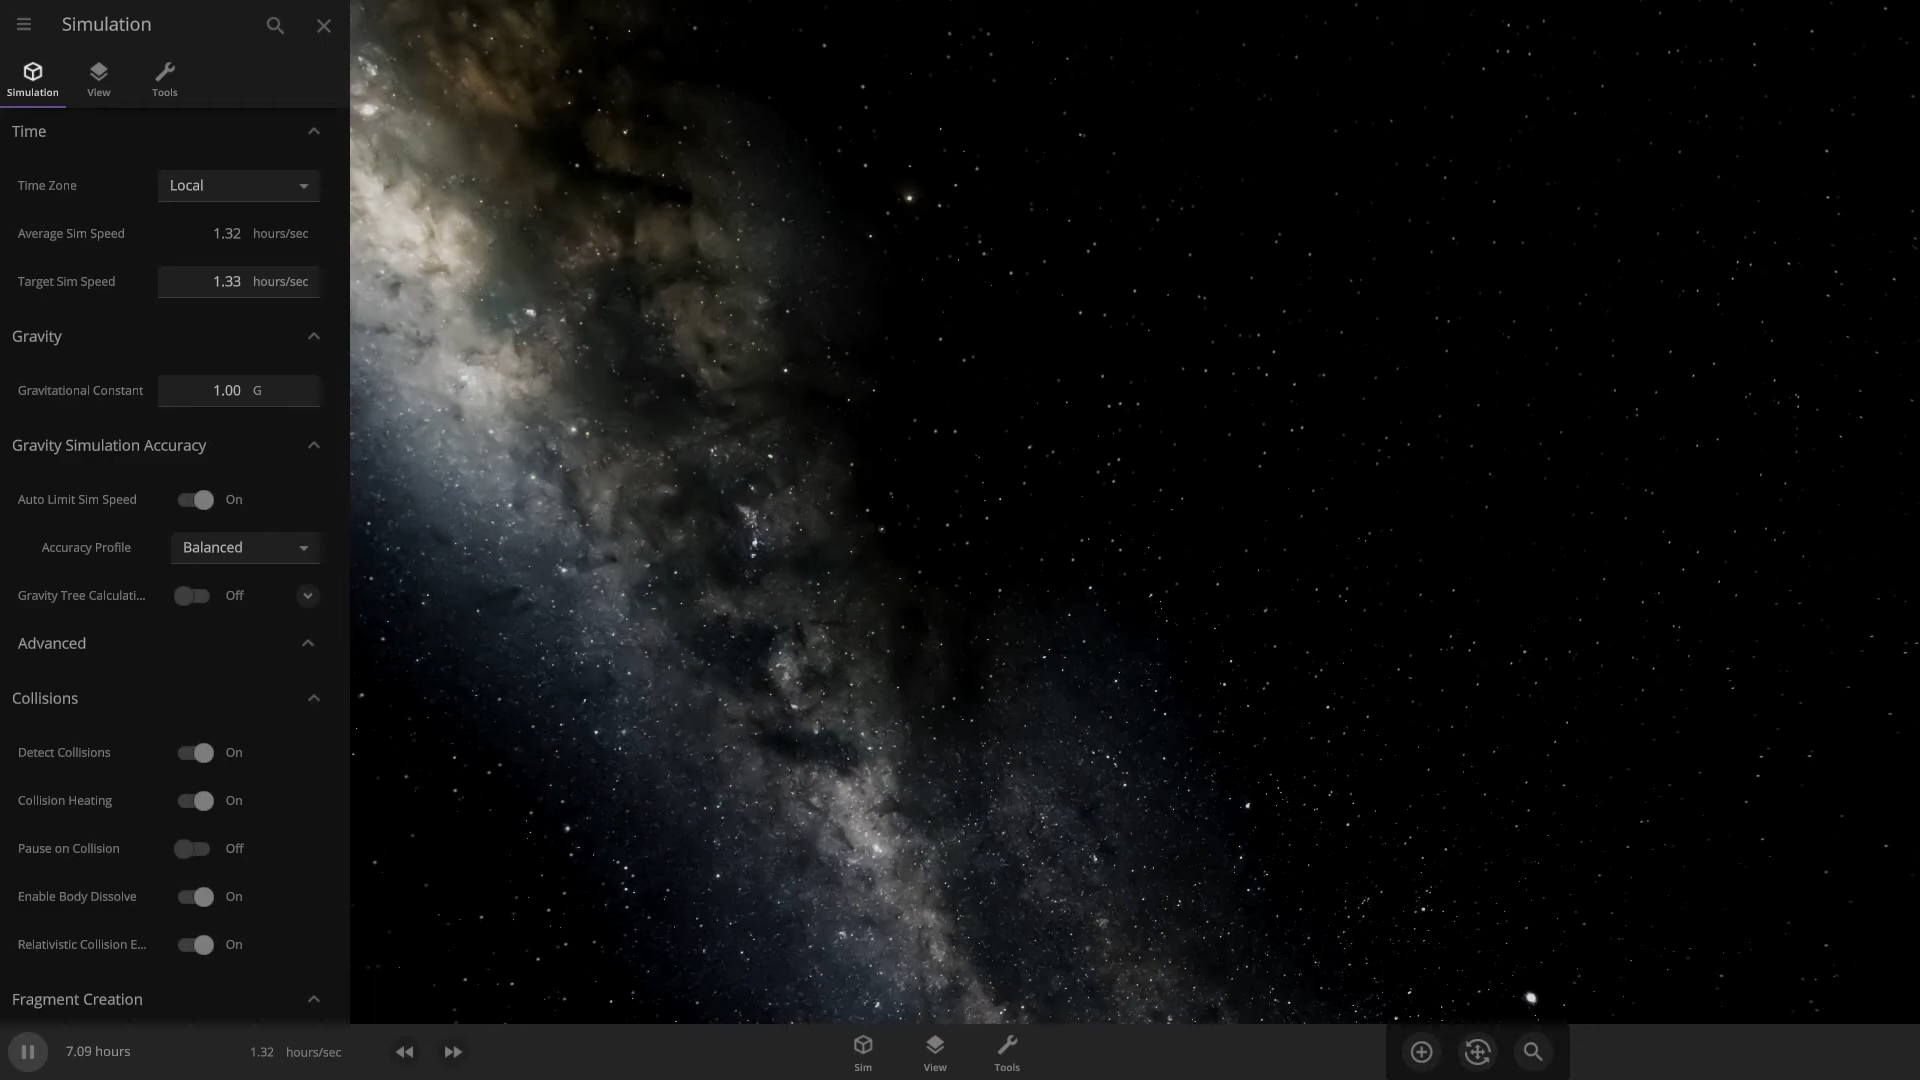 Simulation
Simulation View Tools
Time
Time Zone Local
Average Sim Speed 1.32 hours/sec
Target Sim Speed 1.33 hours/sec
Gravity
Gravitational Constant 1.00 G
Gravity Simulation Accuracy
Auto Limit Sim Speed On
Accuracy Profile Balanced
Gravity Tree Calculati... Off
Advanced
Collisions
Detect Collisions On
Collision Heating On
Pause on Collision Off
Enable Body Dissolve On
Relativistic Collision E... On
Fragment Creation
7.09 hours 1.32 hours/sec
Sim View Tools